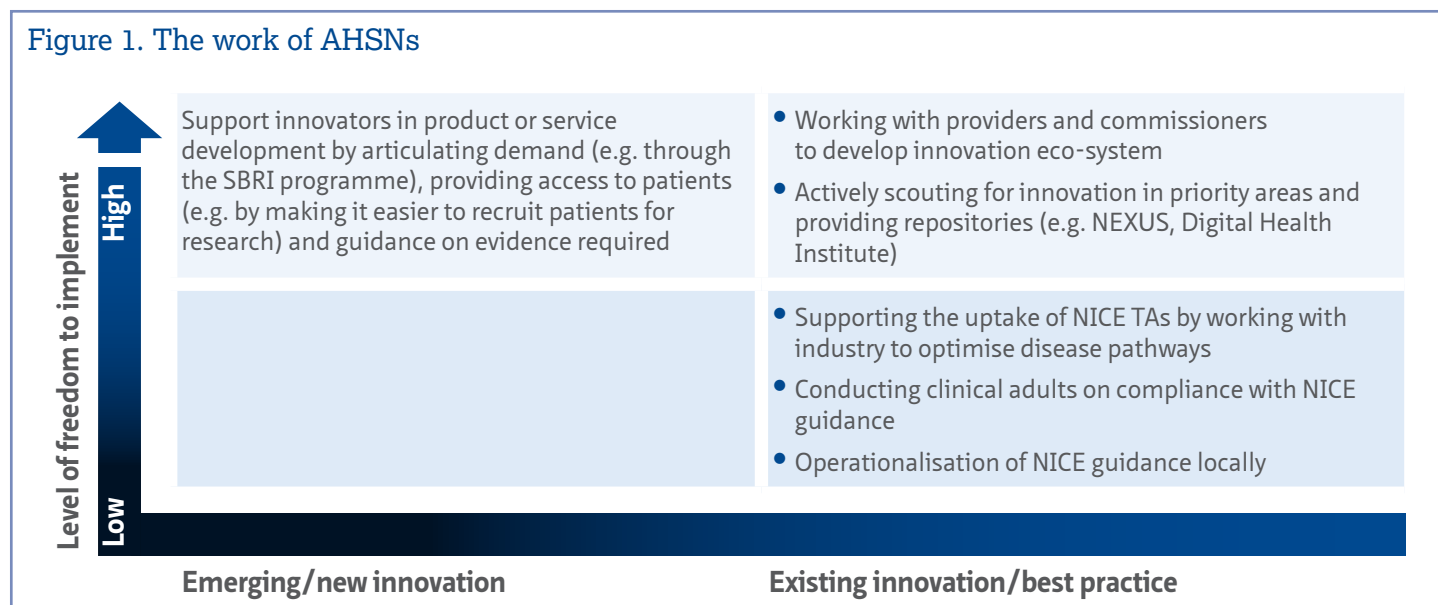 Figure 1. The work of AHSNs
Level of freedom to implement
High
Low
Support innovators in product or service
development by articulating demand (e.g. through
the SBRI programme), providing access to patients
(e.g. by making it easier to recruit patients for
research) and guidance on evidence required
• Working with providers and commissioners
to develop innovation eco-system
• Actively scouting for innovation in priority areas and
providing repositories (e.g. NEXUS, Digital Health
Institute)
• Supporting the uptake of NICE TAs by working with
industry to optimise disease pathways
• Conducting clinical adults on compliance with NICE
guidance
• Operationalisation of NICE guidance locally
Emerging/new innovation
Existing innovation/best practice